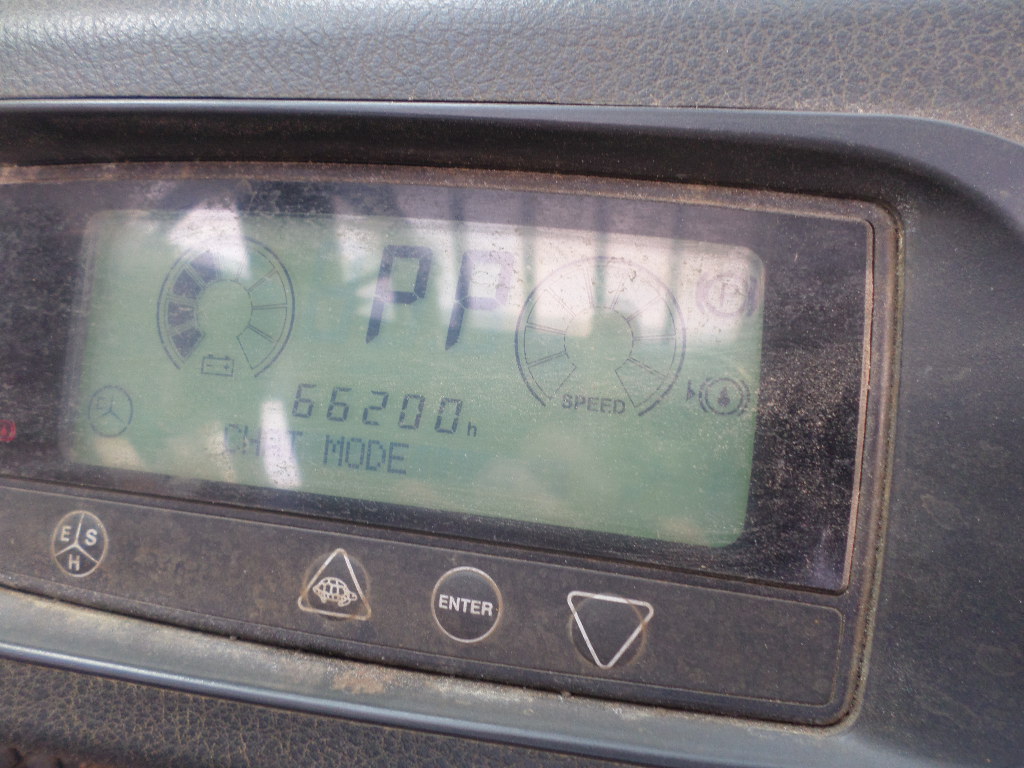 PP
66200h
SPEED
MODE
E S
H
ENTER